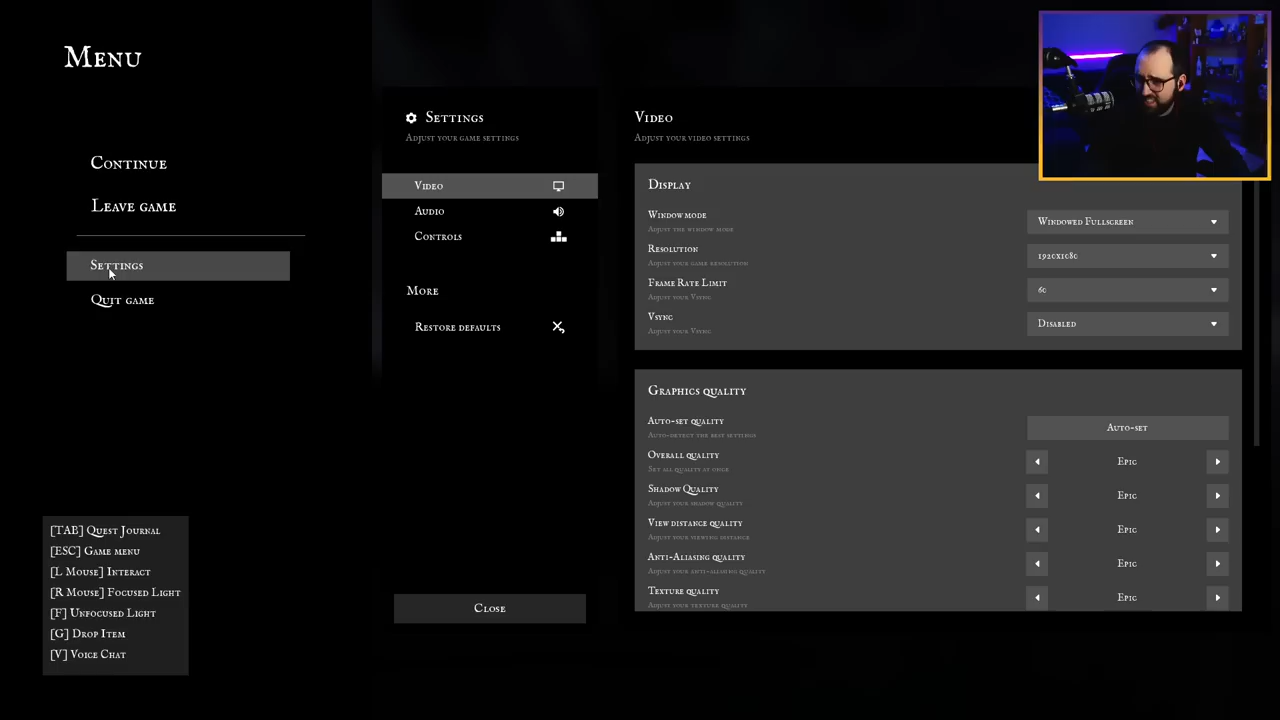 Menu
Continue
Leave game
Settings
Quit game
[TAB] Quest Journal
[ESC] Game menu
[L Mouse] Interact
[R Mouse] Focused Light
[F] Unfocused Light
[G] Drop Item
[V] Voice Chat
Settings
Adjust your game settings
Video
Audio
Controls
More
Restore defaults
Close
Video
Adjust your video settings
Display
Window mode
Adjust the window mode
Windowed Fullscreen
Resolution
Adjust your game resolution
1920x1080
Frame Rate Limit
Adjust your Vsync
60
Vsync
Adjust your Vsync
Disabled
Graphics quality
Auto-set quality
Auto-detect the best settings
Auto-set
Overall quality
Set all quality at once
Epic
Shadow Quality
Adjust your shadow quality
Epic
View distance quality
Adjust your viewing distance
Epic
Anti-Aliasing quality
Adjust your anti-aliasing quality
Epic
Texture quality
Adjust your texture quality
Epic